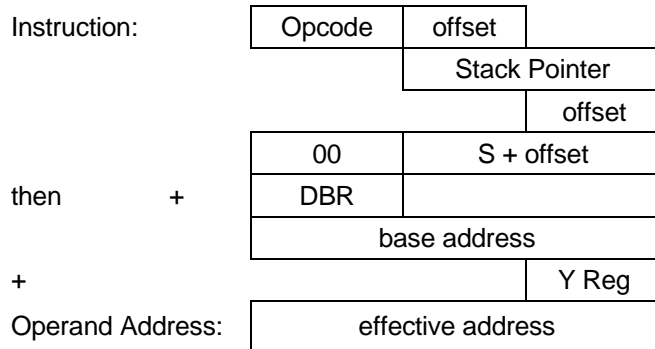 Instruction: Opcode offset
Stack Pointer
offset
00 S + offset
then + DBR
base address
+ Y Reg
Operand Address: effective address